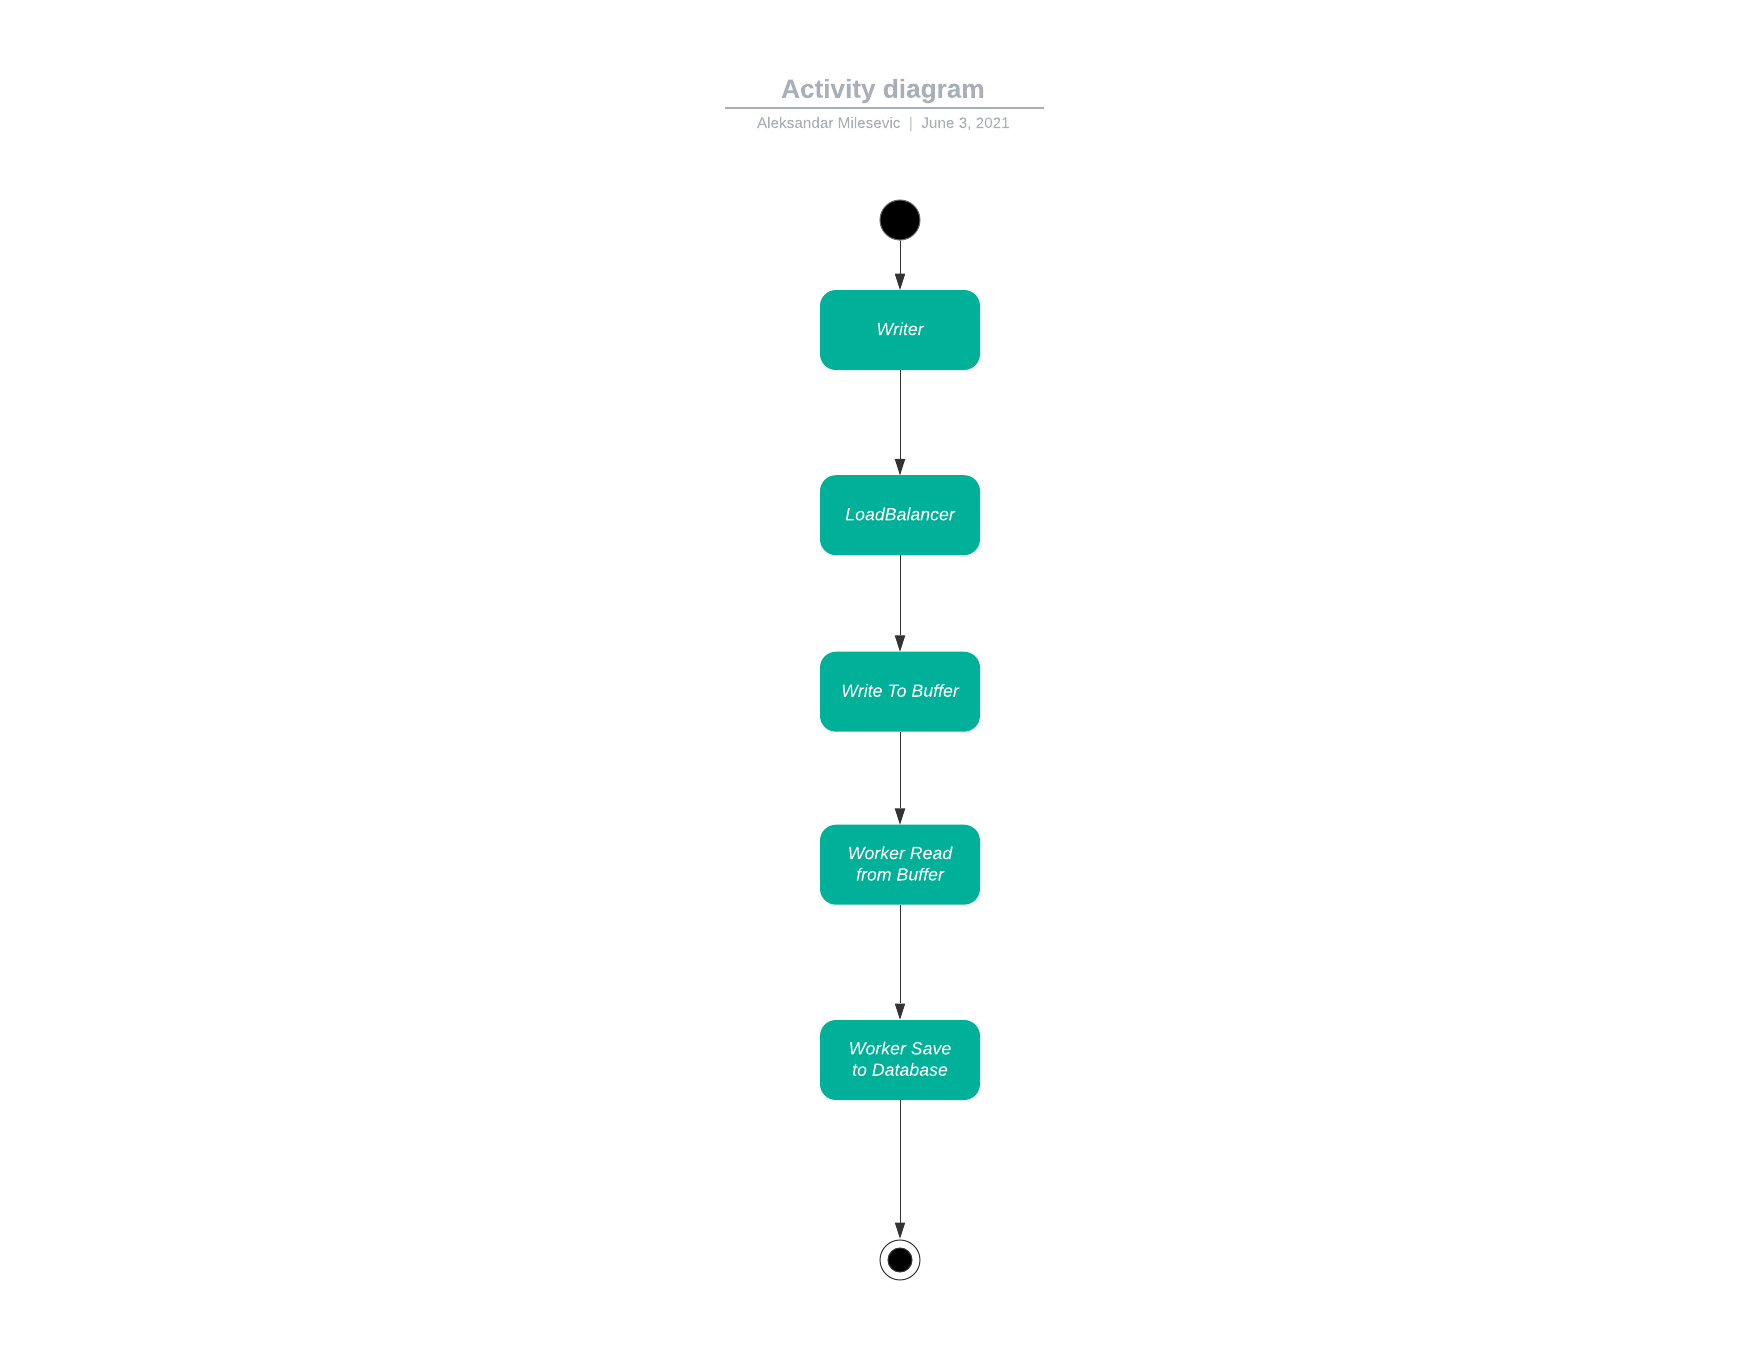 Activity diagram
Aleksandar Milesevic | June 3, 2021
Writer
LoadBalancer
Write To Buffer
Worker Read
from Buffer
Worker Save
to Database